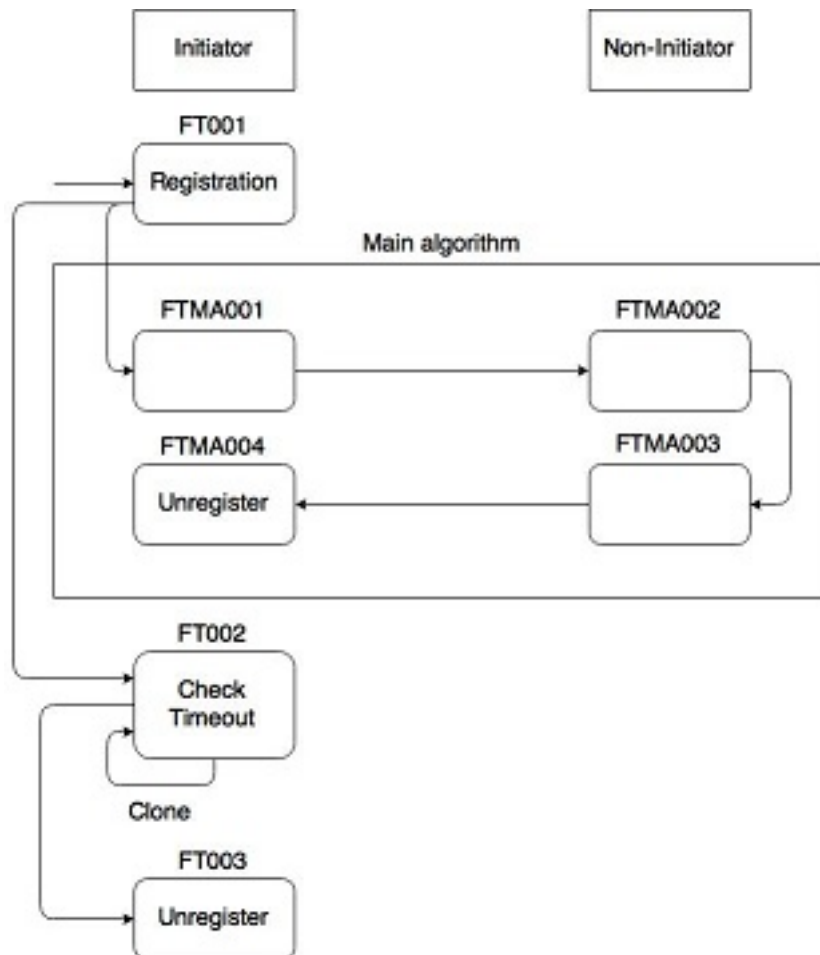 Initiator
Non-Initiator
FT001
Registration
Main algorithm
FTMA001
FTMA002
FTMA004
FTMA003
Unregister
FT002
Check
Timeout
Clone
FT003
Unregister